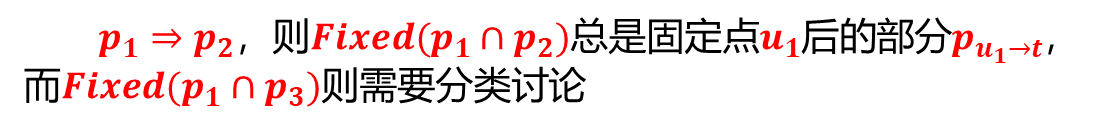 p₁ ⇒ p₂，则Fixed(p₁ ∩ p₂)总是固定点u₁后的部分p_{u₁→t}，
而Fixed(p₁ ∩ p₃)则需要分类讨论